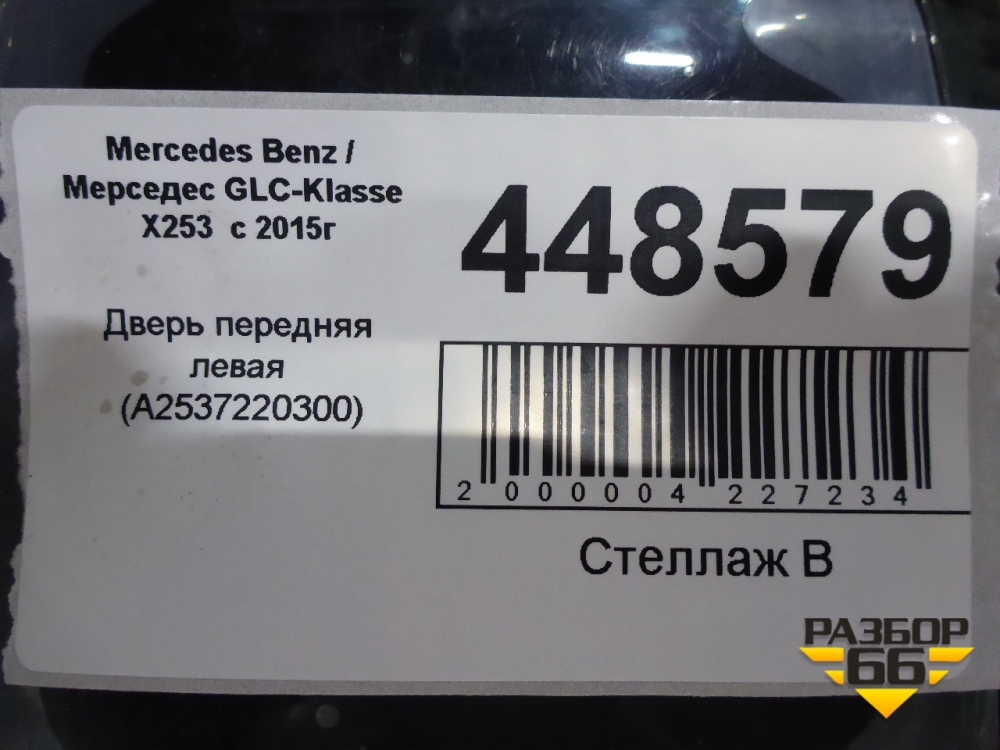 Mercedes Benz /
Мерседес GLC-Klasse
X253 с 2015г
448579
Дверь передняя
левая
(A2537220300)
2 000004 227234
Стеллаж В
РАЗБОР
66